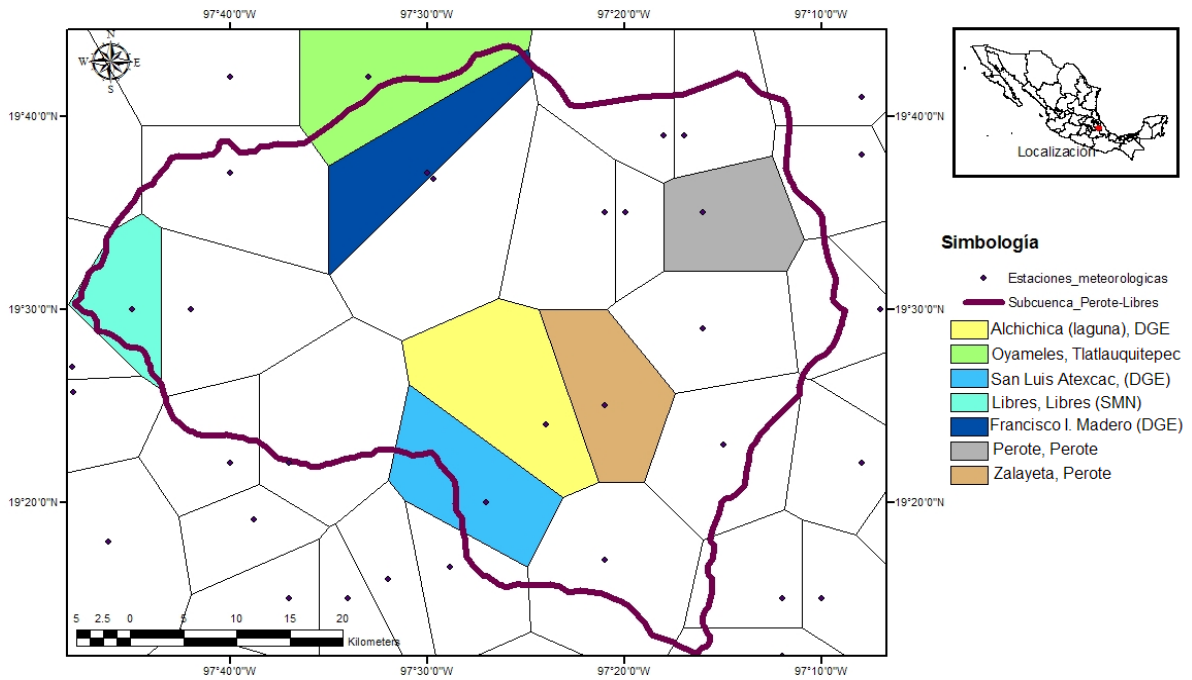 97°40'0"W 97°30'0"W 97°20'0"W 97°10'0"W
N
W E
S
19°40'0"N 19°40'0"N
19°30'0"N 19°30'0"N
19°20'0"N 19°20'0"N
5 2.5 0 5 10 15 20
Kilometers
97°40'0"W 97°30'0"W 97°20'0"W 97°10'0"W
Localización
Simbología
Estaciones_meteorologicas
Subcuenca_Perote-Libres
Alchichica (laguna), DGE
Oyameles, Tlatlauquitepec
San Luis Atexcac, (DGE)
Libres, Libres (SMN)
Francisco I. Madero (DGE)
Perote, Perote
Zalayeta, Perote